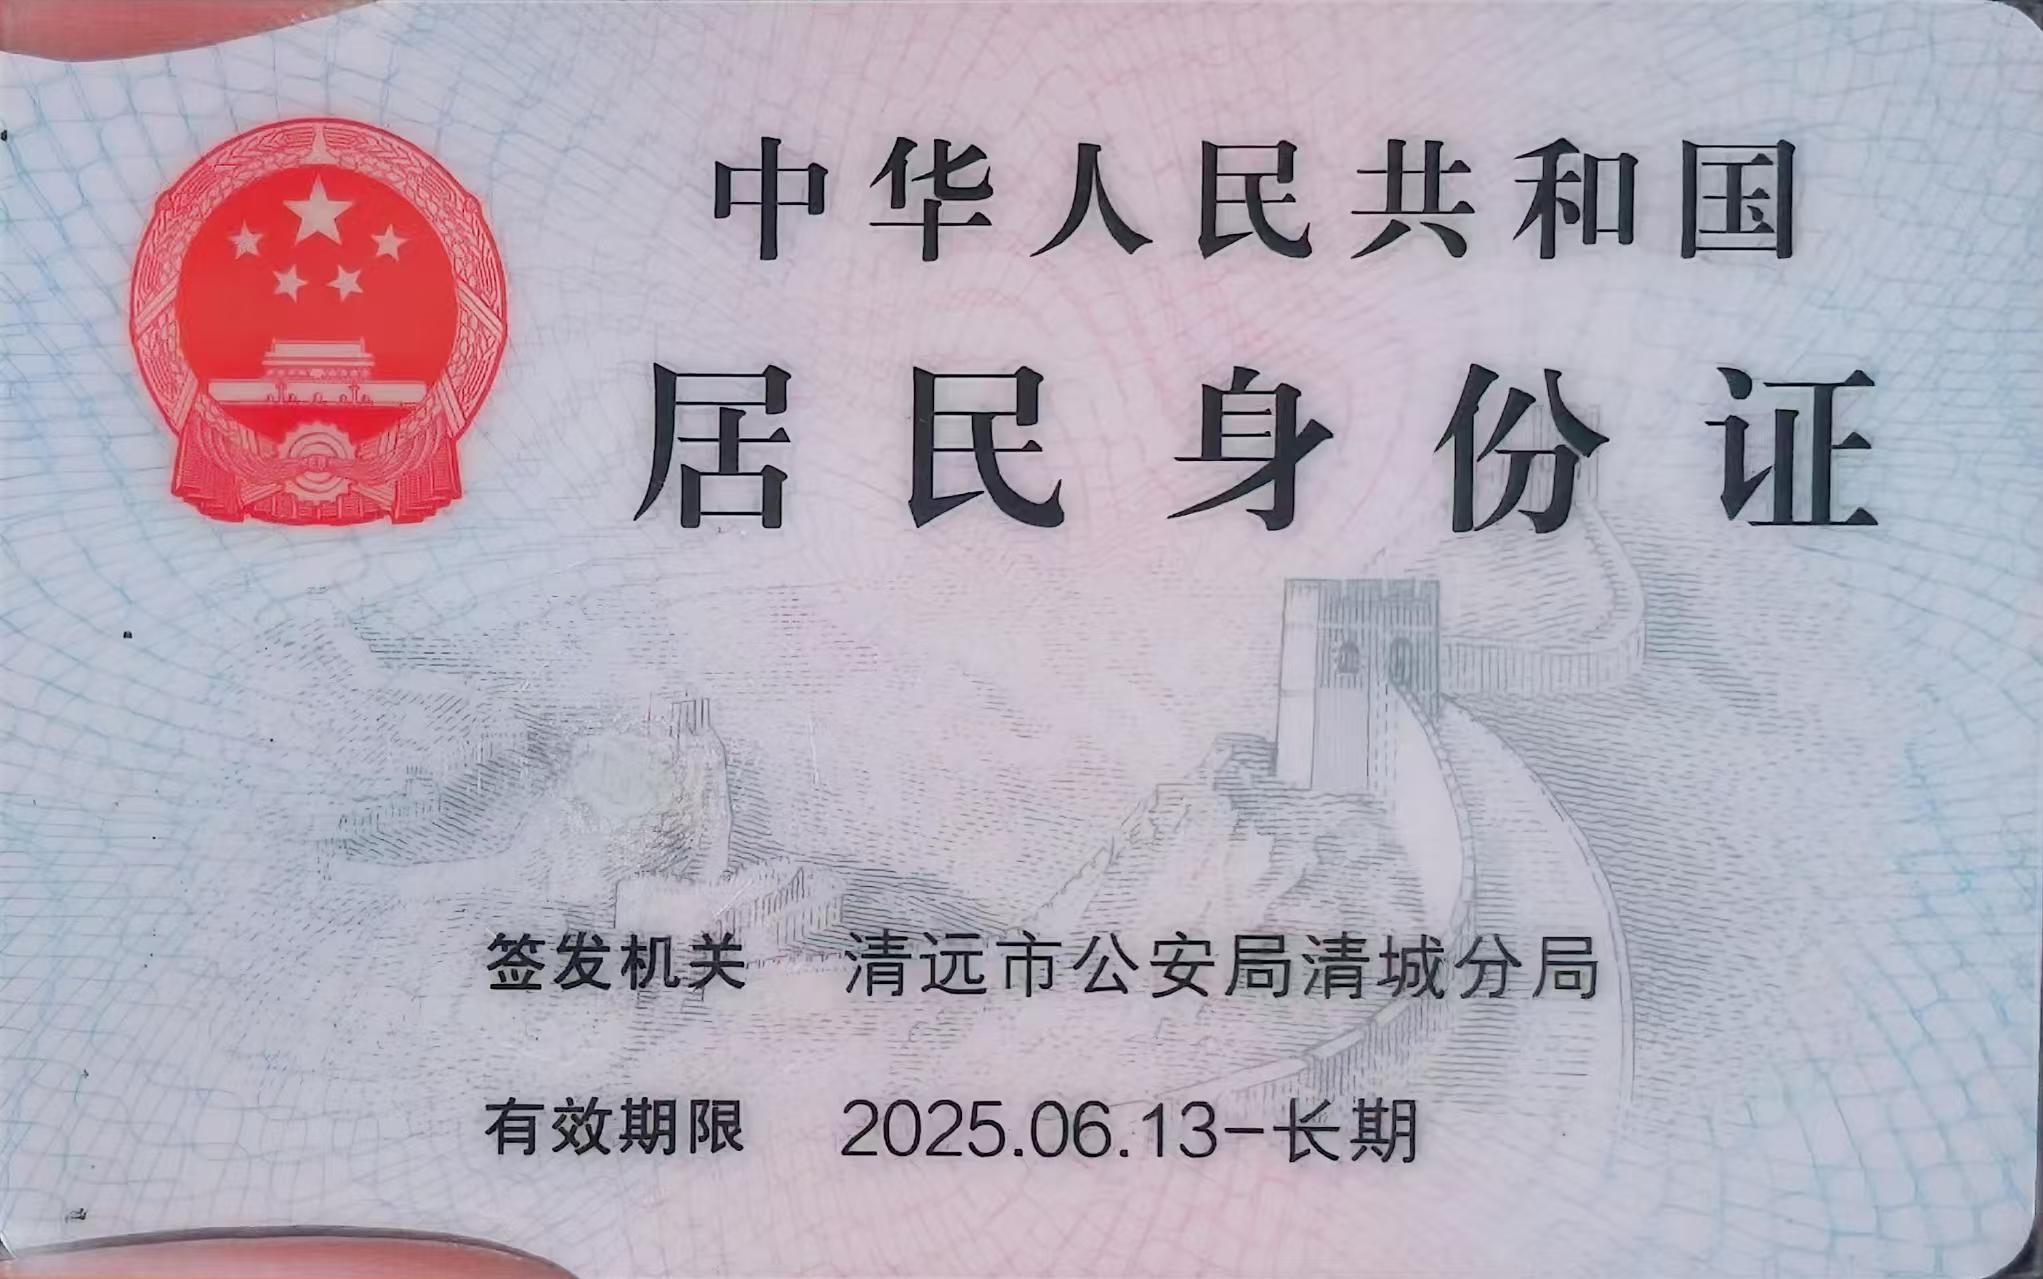 中华人民共和国
居民身份证
签发机关 清远市公安局清城分局
有效期限 2025.06.13-长期